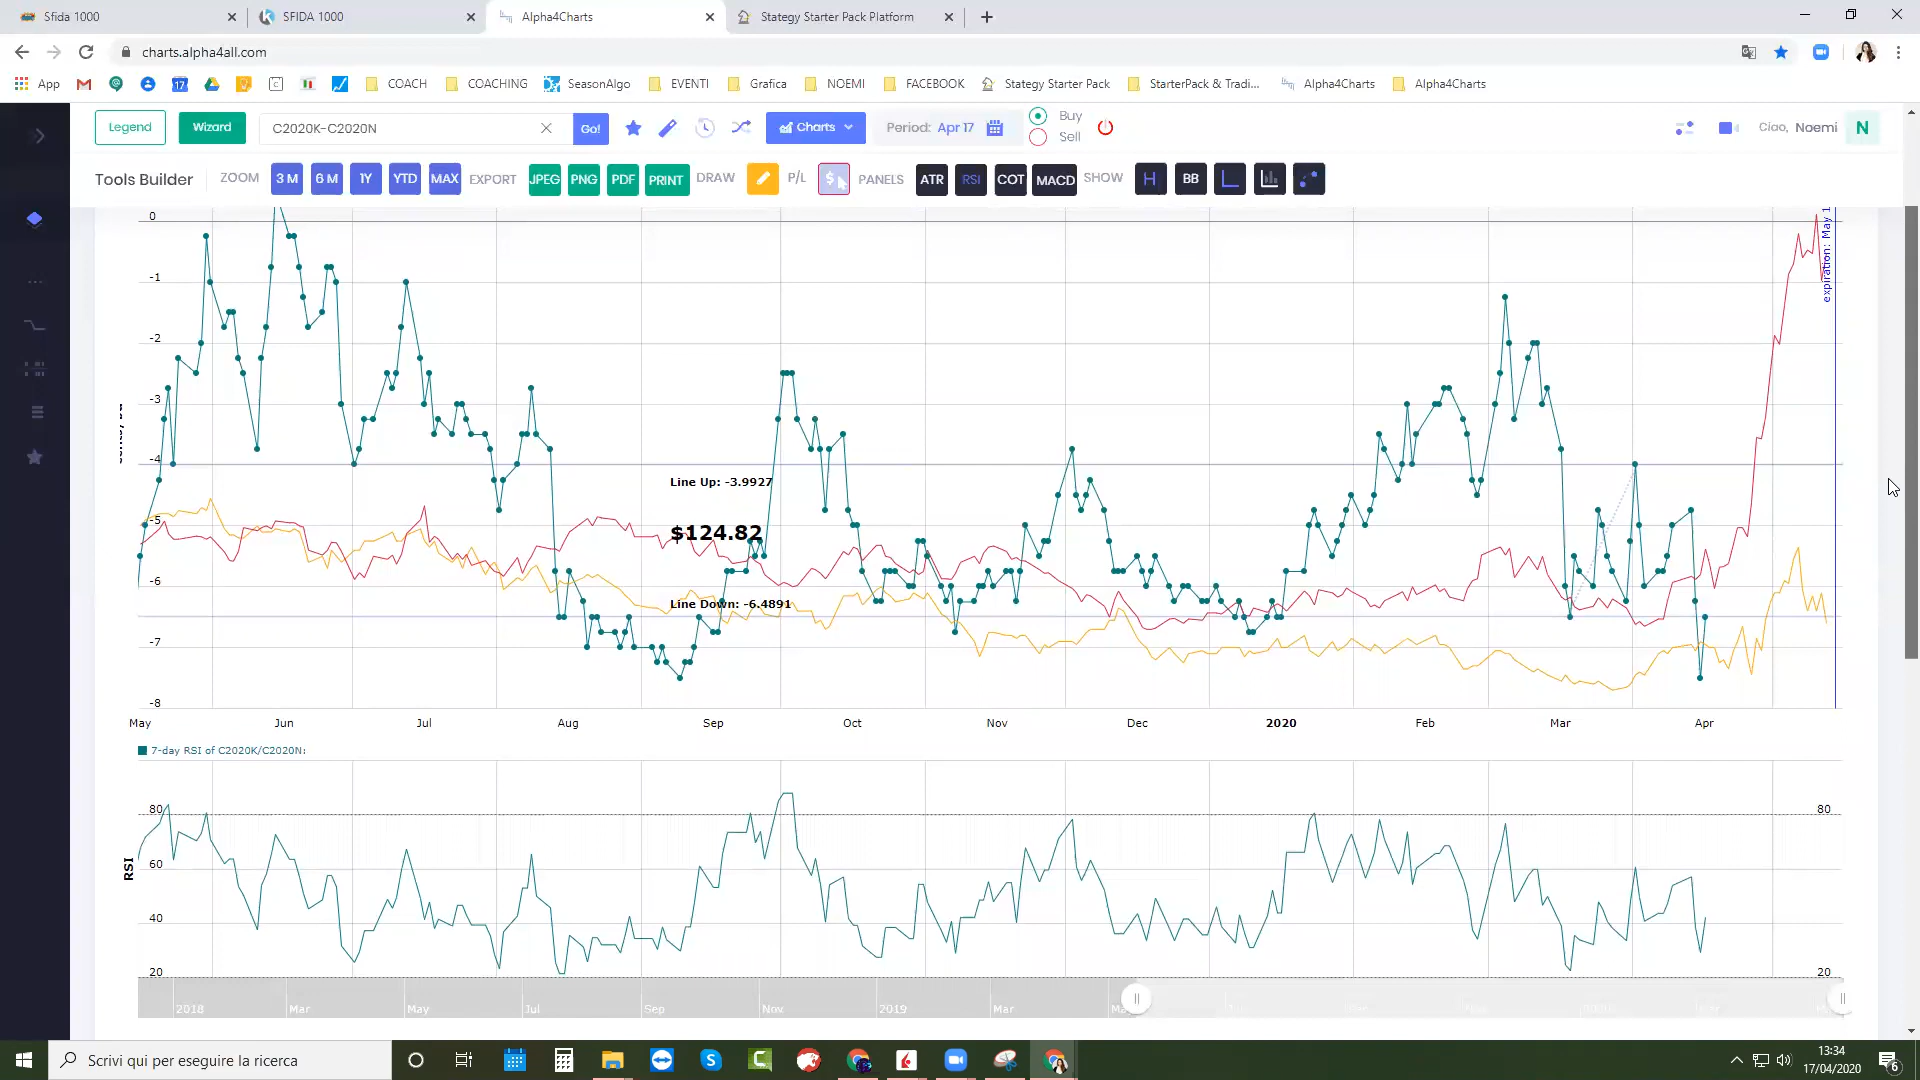 Sfida 1000
SFIDA 1000
Alpha4Charts
Stategy Starter Pack Platform
charts.alpha4all.com
App
17
COACH
COACHING
SeasonAlgo
EVENTI
Grafica
NOEMI
FACEBOOK
Stategy Starter Pack
StarterPack & Tradi...
Alpha4Charts
Alpha4Charts
Legend
Wizard
C2020K-C2020N
Go!
Charts
Period: Apr 17
Buy
Sell
Ciao, Noemi
N
Tools Builder
ZOOM
3 M
6 M
1Y
YTD
MAX
EXPORT
JPEG
PNG
PDF
PRINT
DRAW
P/L
$
PANELS
ATR
RSI
COT
MACD
SHOW
H
BB
0
-1
-2
-3
-4
-5
-6
-7
-8
expiration: May 1
Line Up: -3.9927
$124.82
Line Down: -6.4891
May
Jun
Jul
Aug
Sep
Oct
Nov
Dec
2020
Feb
Mar
Apr
7-day RSI of C2020K/C2020N:
RSI
80
60
40
20
80
20
2018
Mar
May
Jul
Sep
Nov
2019
Mar
Scrivi qui per eseguire la ricerca
13:34
17/04/2020
6